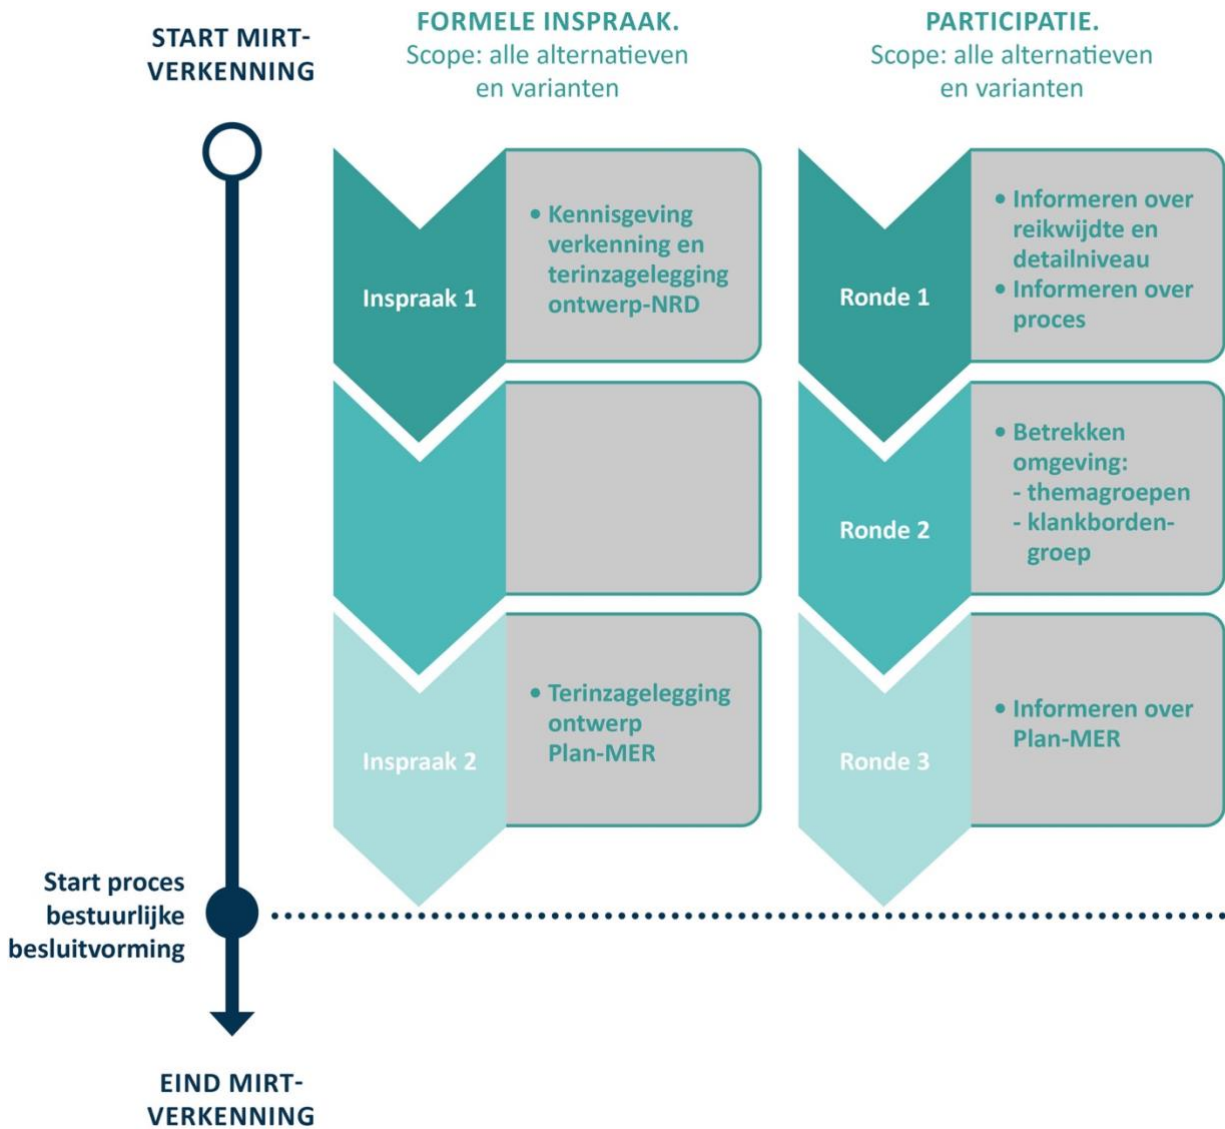 START MIRT-
VERKENNING
FORMELE INSPRAAK.
Scope: alle alternatieven
en varianten
PARTICIPATIE.
Scope: alle alternatieven
en varianten
Inspraak 1
• Kennisgeving
verkenning en
terinzagelegging
ontwerp-NRD
Ronde 1
• Informeren over
reikwijdte en
detailniveau
• Informeren over
proces
Ronde 2
• Betrekken
omgeving:
- themagroepen
- klankborden-
groep
Inspraak 2
• Terinzagelegging
ontwerp
Plan-MER
Ronde 3
• Informeren over
Plan-MER
Start proces
bestuurlijke
besluitvorming
EIND MIRT-
VERKENNING